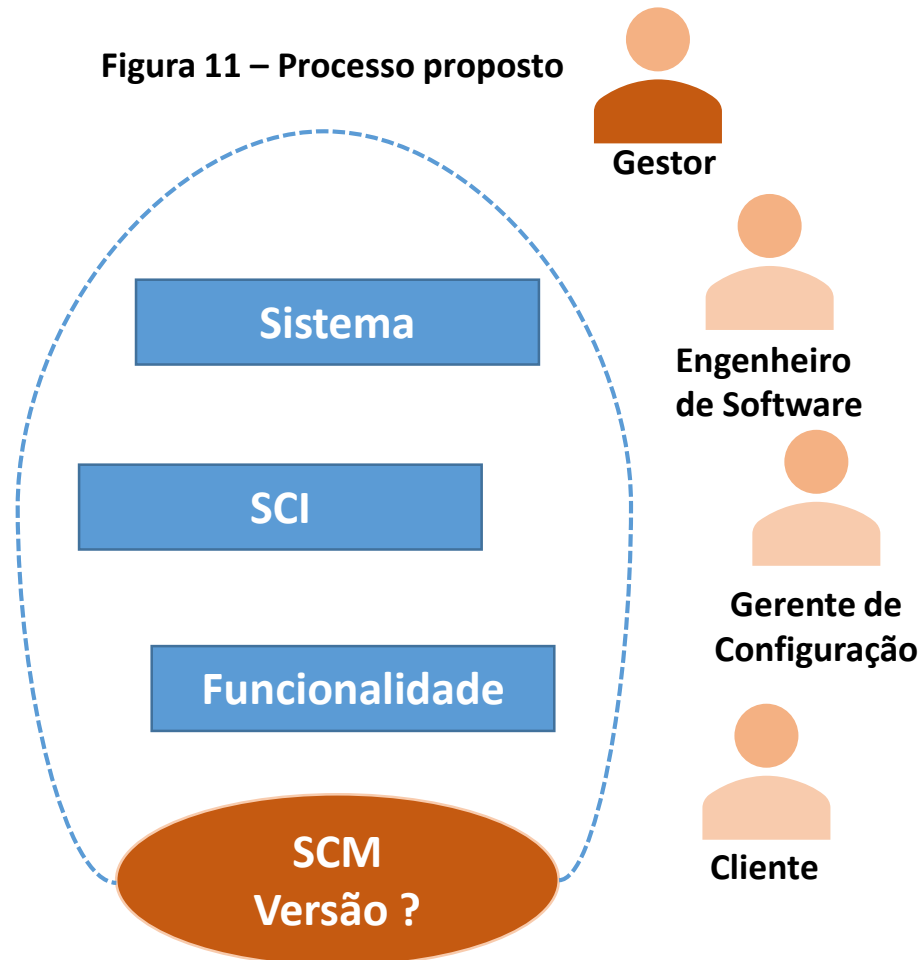 Figura 11 – Processo proposto
Gestor
Sistema
Engenheiro
de Software
SCI
Gerente de
Configuração
Funcionalidade
SCM
Versão ?
Cliente